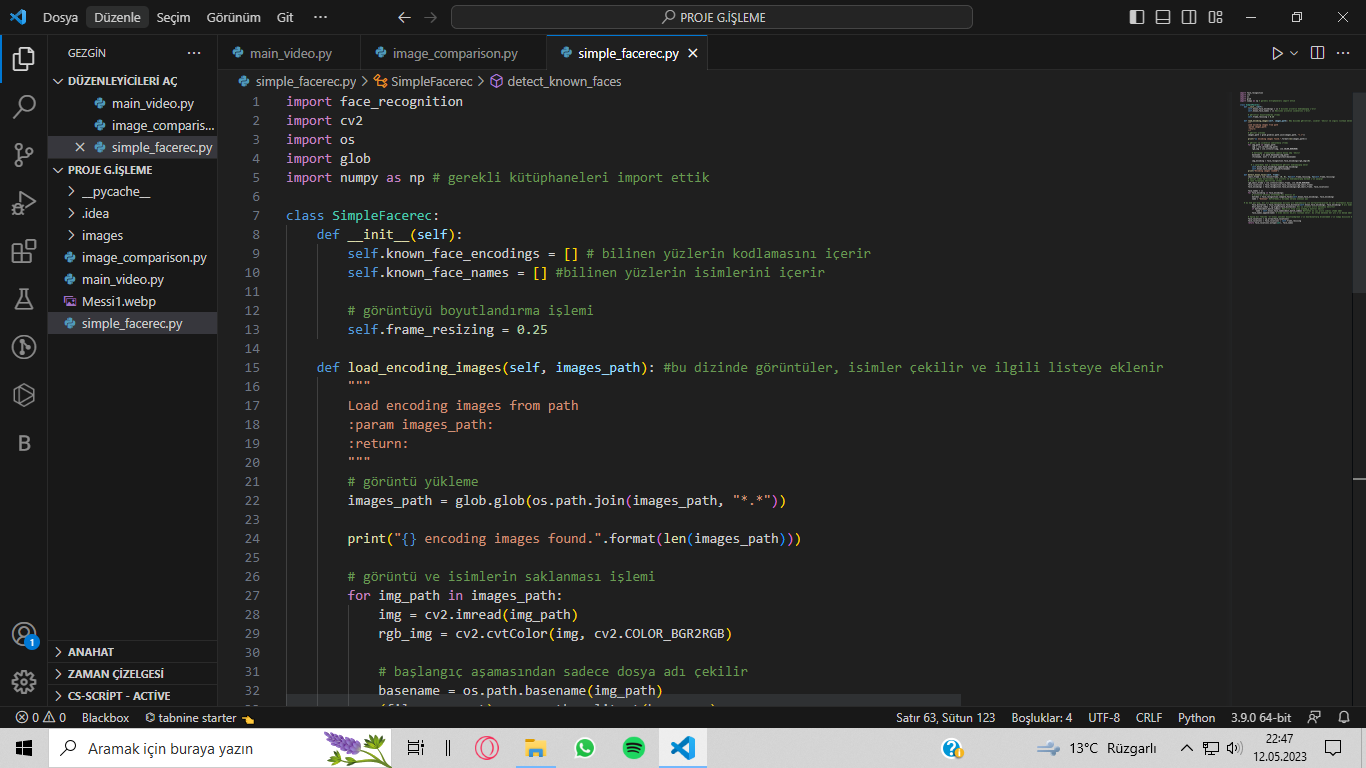 Dosya Düzenle Seçim Görünüm Git ··· PROJE G.İŞLEME
GEZGİN ···
DÜZENLEYİCİLERİ AÇ
main_video.py
image_comparis...
simple_facerec.py
PROJE G.İŞLEME
__pycache__
.idea
images
image_comparison.py
main_video.py
Messi1.webp
simple_facerec.py
ANAHAT
ZAMAN ÇİZELGESİ
CS-SCRİPT - ACTİVE
main_video.py image_comparison.py simple_facerec.py
simple_facerec.py > SimpleFacerec > detect_known_faces
1 import face_recognition
2 import cv2
3 import os
4 import glob
5 import numpy as np # gerekli kütüphaneleri import ettik
6
7 class SimpleFacerec:
8 def __init__(self):
9 self.known_face_encodings = [] # bilinen yüzlerin kodlamasını içerir
10 self.known_face_names = [] #bilinen yüzlerin isimlerini içerir
11
12 # görüntüyü boyutlandırma işlemi
13 self.frame_resizing = 0.25
14
15 def load_encoding_images(self, images_path): #bu dizinde görüntüler, isimler çekilir ve ilgili listeye eklenir
16 """
17 Load encoding images from path
18 :param images_path:
19 :return:
20 """
21 # görüntü yükleme
22 images_path = glob.glob(os.path.join(images_path, "*.*"))
23
24 print("{} encoding images found.".format(len(images_path)))
25
26 # görüntü ve isimlerin saklanması işlemi
27 for img_path in images_path:
28 img = cv2.imread(img_path)
29 rgb_img = cv2.cvtColor(img, cv2.COLOR_BGR2RGB)
30
31 # başlangıç aşamasından sadece dosya adı çekilir
32 basename = os.path.basename(img_path)
B
1
0 0 Blackbox tabnine starter Satır 63, Sütun 123 Boşluklar: 4 UTF-8 CRLF Python 3.9.0 64-bit
Aramak için buraya yazın 13°C Rüzgarlı 22:47
12.05.2023